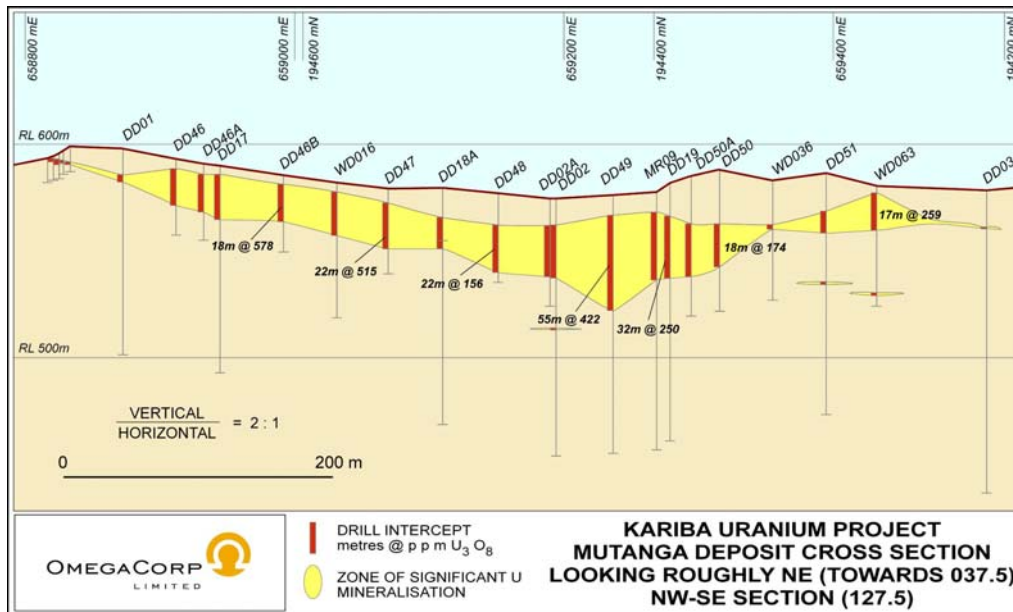 658800 mE
659000 mE
194600 mN
659200 mE
194400 mN
659400 mE
194200 mN
RL 600m
DD01
DD46
DD46A
DD17
DD46B
WD016
DD47
DD18A
DD48
DD02A
DD02
DD49
MR09
DD19
DD50A
DD50
WD036
DD51
WD063
DD03
18m @ 578
22m @ 515
22m @ 156
55m @ 422
32m @ 250
18m @ 174
17m @ 259
RL 500m
VERTICAL
HORIZONTAL
= 2 : 1
0 200 m
OMEGACORP
LIMITED
DRILL INTERCEPT
metres @ p p m U3 O8
ZONE OF SIGNIFICANT U
MINERALISATION
KARIBA URANIUM PROJECT
MUTANGA DEPOSIT CROSS SECTION
LOOKING ROUGHLY NE (TOWARDS 037.5)
NW-SE SECTION (127.5)